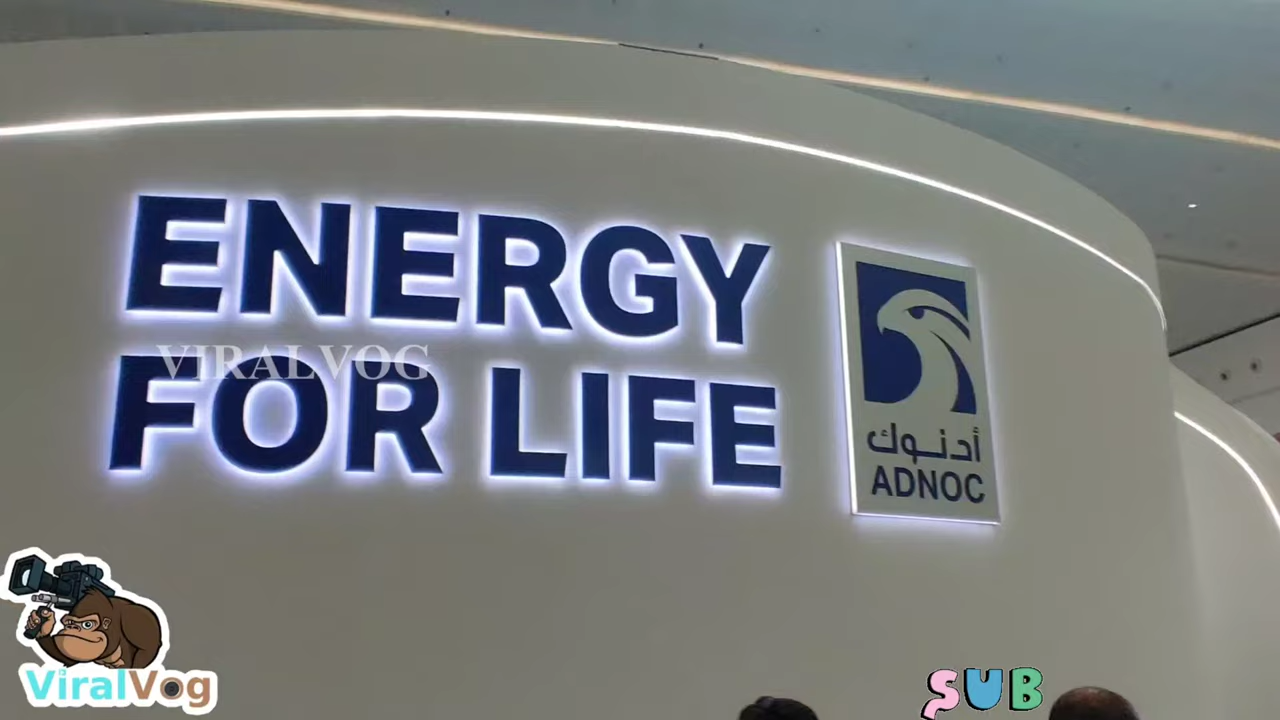 ENERGY
FOR LIFE
VIRALVOG
أدنوك
ADNOC
ViralVog
SUB